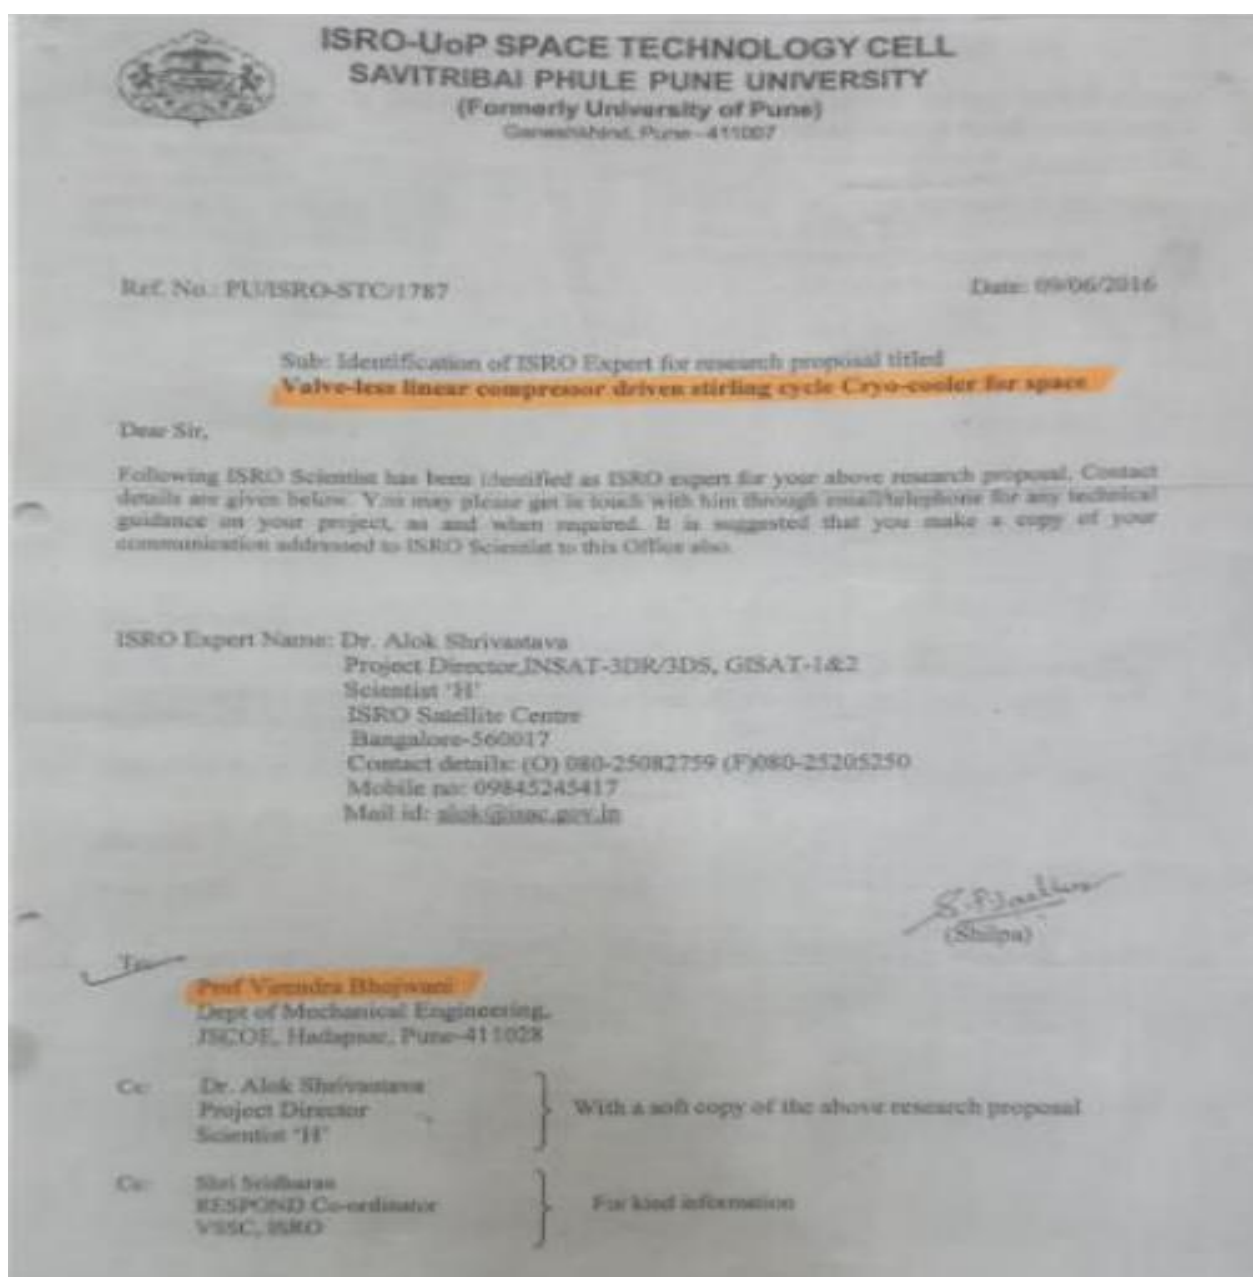 ISRO-UoP SPACE TECHNOLOGY CELL
SAVITRIBAI PHULE PUNE UNIVERSITY
(Formerly University of Pune)
Ganeshkhind, Pune - 411007
Ref. No.: PU/ISRO-STC/1787 Date: 09/06/2016
Sub: Identification of ISRO Expert for research proposal titled
Valve-less linear compressor driven stirling cycle Cryo-cooler for space
Dear Sir,
Following ISRO Scientist has been identified as ISRO expert for your above research proposal. Contact
details are given below. You may please get in touch with him through email/telephone for any technical
guidance on your project, as and when required. It is suggested that you make a copy of your
communication addressed to ISRO Scientist to this Office also.
ISRO Expert Name: Dr. Alok Shrivastava
Project Director,INSAT-3DR/3DS, GISAT-1&2
Scientist 'H'
ISRO Satellite Centre
Bangalore-560017
Contact details: (O) 080-25082759 (F)080-25205250
Mobile no: 09845245417
Mail id: alok@isac.gov.in
(Shilpa)
To
Prof Virendra Bhojwani
Dept of Mechanical Engineering,
JSCOE, Hadapsar, Pune-411028
Cc: Dr. Alok Shrivastava
Project Director
Scientist 'H'
With a soft copy of the above research proposal
Cc: Shri Sridharan
RESPOND Co-ordinator
VSSC, ISRO
For kind information